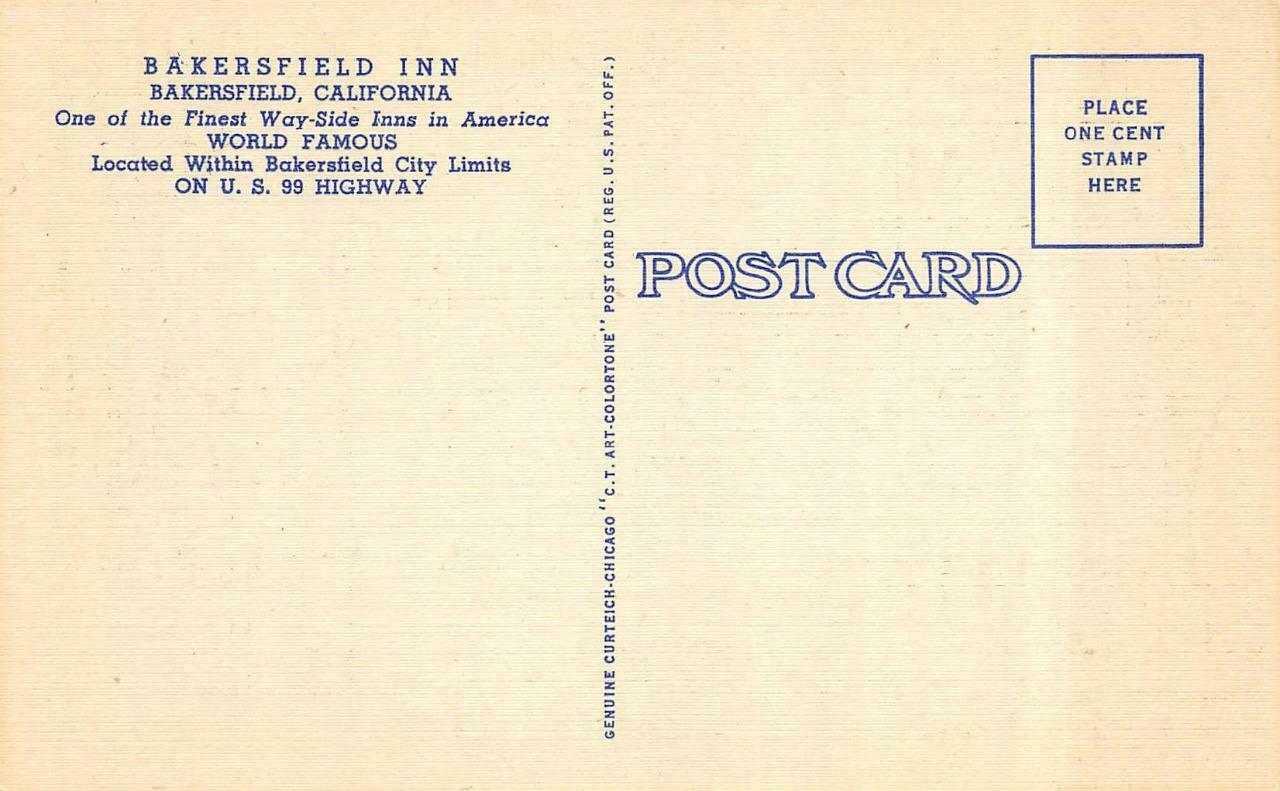 BAKERSFIELD INN
BAKERSFIELD, CALIFORNIA
One of the Finest Way-Side Inns in America
WORLD FAMOUS
Located Within Bakersfield City Limits
ON U. S. 99 HIGHWAY
GENUINE CURTEICH-CHICAGO "C.T. ART-COLORTONE" POST CARD (REG. U.S. PAT. OFF.)
POST CARD
PLACE
ONE CENT
STAMP
HERE